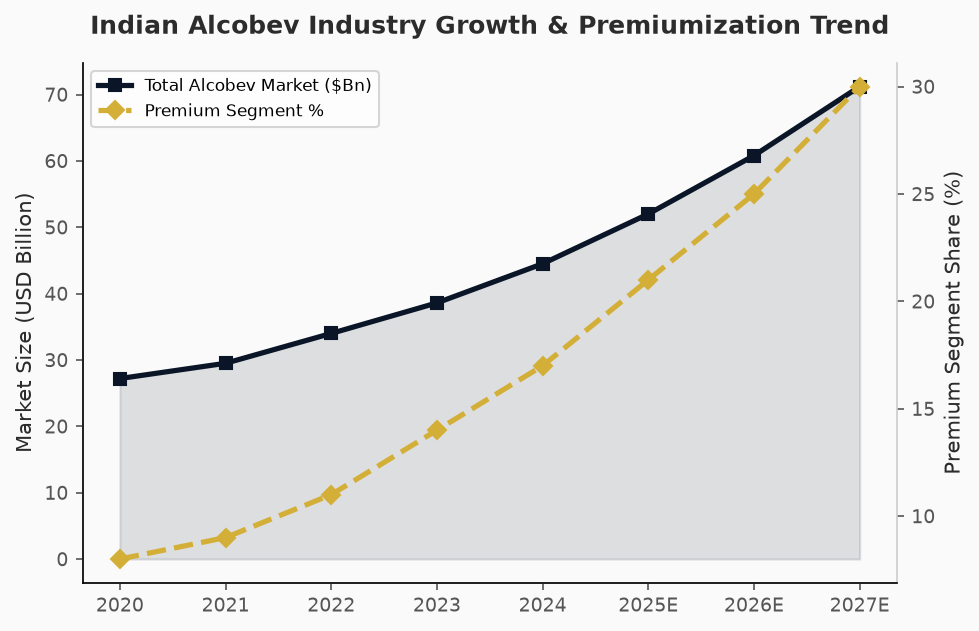 Indian Alcobev Industry Growth & Premiumization Trend
Total Alcobev Market ($Bn)
Premium Segment %
Market Size (USD Billion)
70
60
50
40
30
20
10
0
30
25
20
15
10
Premium Segment Share (%)
2020 2021 2022 2023 2024 2025E 2026E 2027E